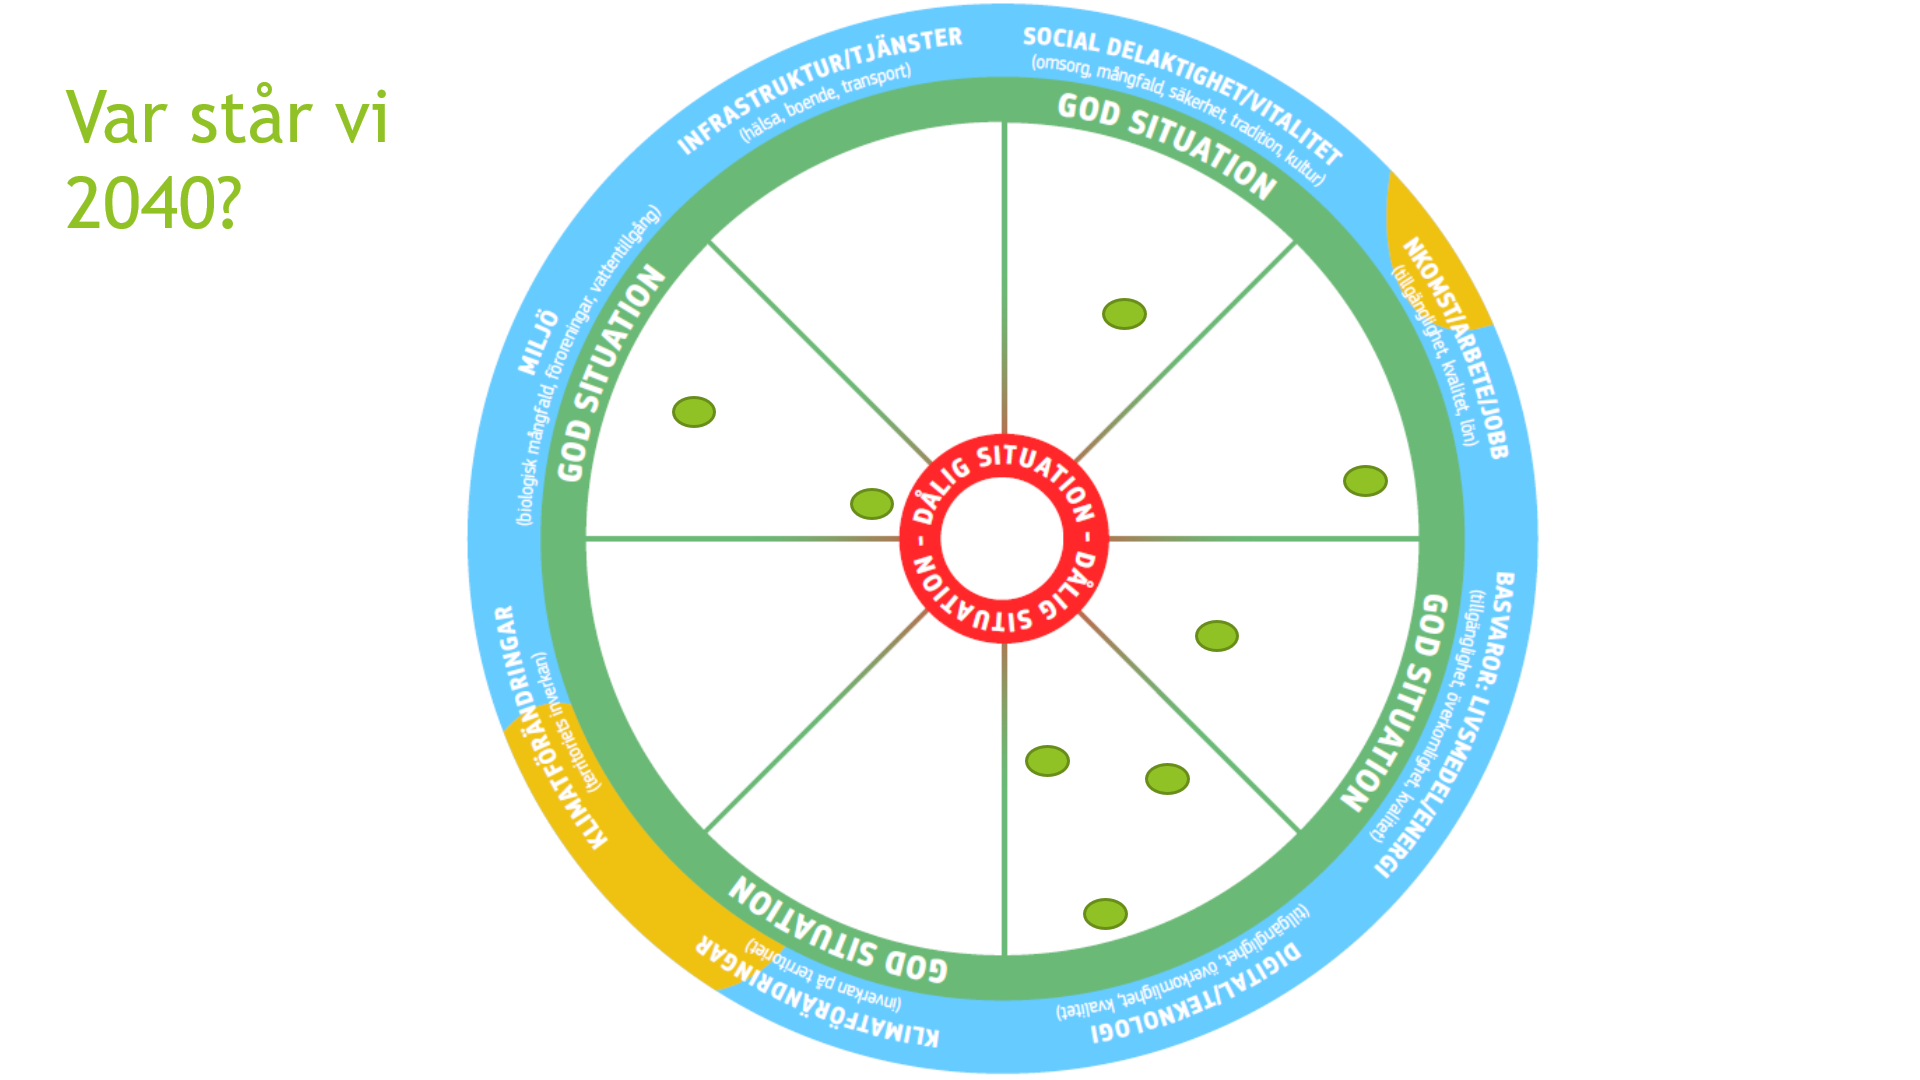 Var står vi
2040?
INFRASTRUKTUR/TJÄNSTER
(hälsa, boende, transport)
SOCIAL DELAKTIGHET/VITALITET
(omsorg, mångfald, säkerhet, tradition, kultur)
GOD SITUATION
NKOMST/ARBETE/JOBB
(tillgänglighet, kvalitet, lön)
BASVAROR: LIVSMEDEL/ENERGI
(tillgänglighet, överkomlighet, kvalitet)
GOD SITUATION
DIGITAL/TEKNOLOGI
(tillgänglighet, överkomlighet, kvalitet)
KLIMATFÖRÄNDRINGAR
(inverkan på territoriet)
GOD SITUATION
KLIMATFÖRÄNDRINGAR
(territoriets inverkan)
MILJÖ
(biologisk mångfald, föroreningar, vattentillgång)
GOD SITUATION
DÅLIG SITUATION - DÅLIG SITUATION -